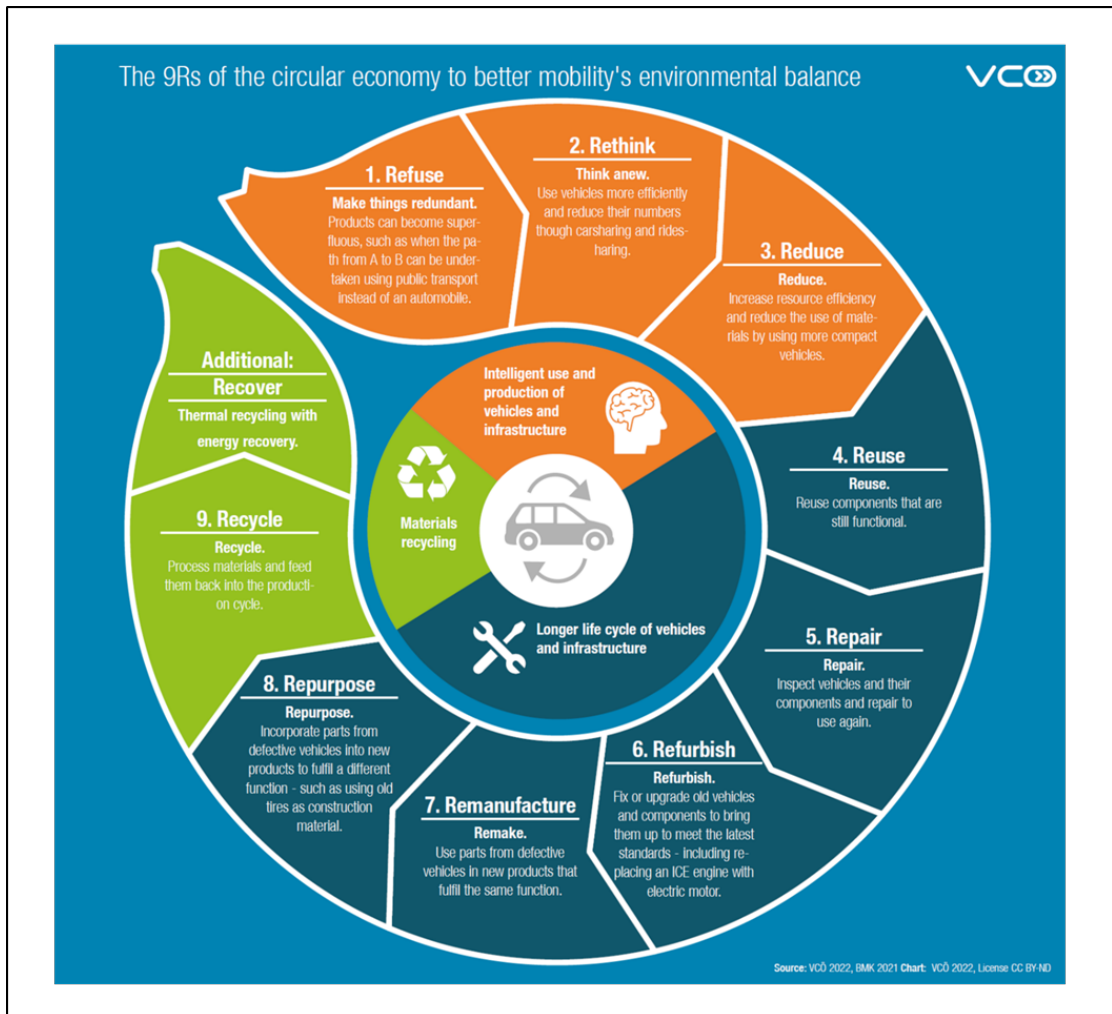 The 9Rs of the circular economy to better mobility's environmental balance
VCÖ
1. Refuse
Make things redundant.
Products can become super-
fluous, such as when the pa-
th from A to B can be under-
taken using public transport
instead of an automobile.
2. Rethink
Think anew.
Use vehicles more efficiently
and reduce their numbers
though carsharing and rides-
haring.
3. Reduce
Reduce.
Increase resource efficiency
and reduce the use of mate-
rials by using more compact
vehicles.
4. Reuse
Reuse.
Reuse components that are
still functional.
5. Repair
Repair.
Inspect vehicles and their
components and repair to
use again.
6. Refurbish
Refurbish.
Fix or upgrade old vehicles
and components to bring
them up to meet the latest
standards - including re-
placing an ICE engine with
electric motor.
7. Remanufacture
Remake.
Use parts from defective
vehicles in new products that
fulfil the same function.
8. Repurpose
Repurpose.
Incorporate parts from
defective vehicles into new
products to fulfil a different
function - such as using old
tires as construction
material.
9. Recycle
Recycle.
Process materials and feed
them back into the producti-
on cycle.
Additional:
Recover
Thermal recycling with
energy recovery.
Intelligent use and
production of
vehicles and
infrastructure
Materials
recycling
Longer life cycle of vehicles
and infrastructure
Source: VCÖ 2022, BMK 2021 Chart: VCÖ 2022, License CC BY-ND